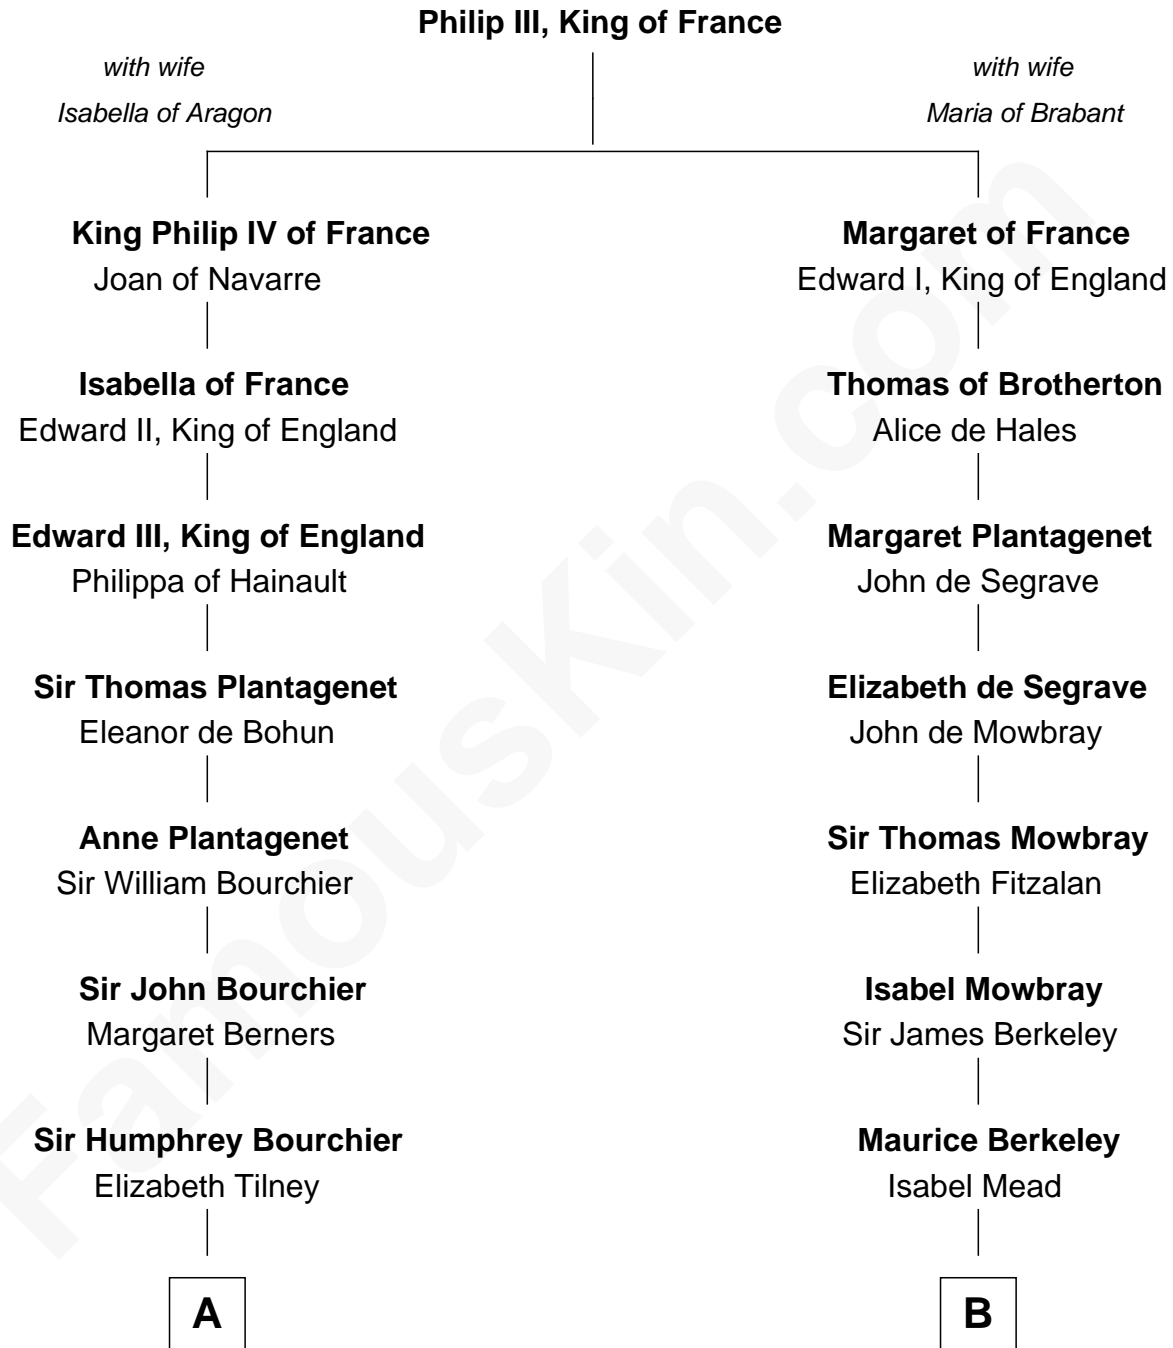 Philip III, King of France
with wife
Isabella of Aragon
with wife
Maria of Brabant
King Philip IV of France
Joan of Navarre
Margaret of France
Edward I, King of England
Isabella of France
Edward II, King of England
Thomas of Brotherton
Alice de Hales
Edward III, King of England
Philippa of Hainault
Margaret Plantagenet
John de Segrave
Sir Thomas Plantagenet
Eleanor de Bohun
Elizabeth de Segrave
John de Mowbray
Anne Plantagenet
Sir William Bourchier
Sir Thomas Mowbray
Elizabeth Fitzalan
Sir John Bourchier
Margaret Berners
Isabel Mowbray
Sir James Berkeley
Sir Humphrey Bourchier
Elizabeth Tilney
Maurice Berkeley
Isabel Mead
A
B
FamousKin.com